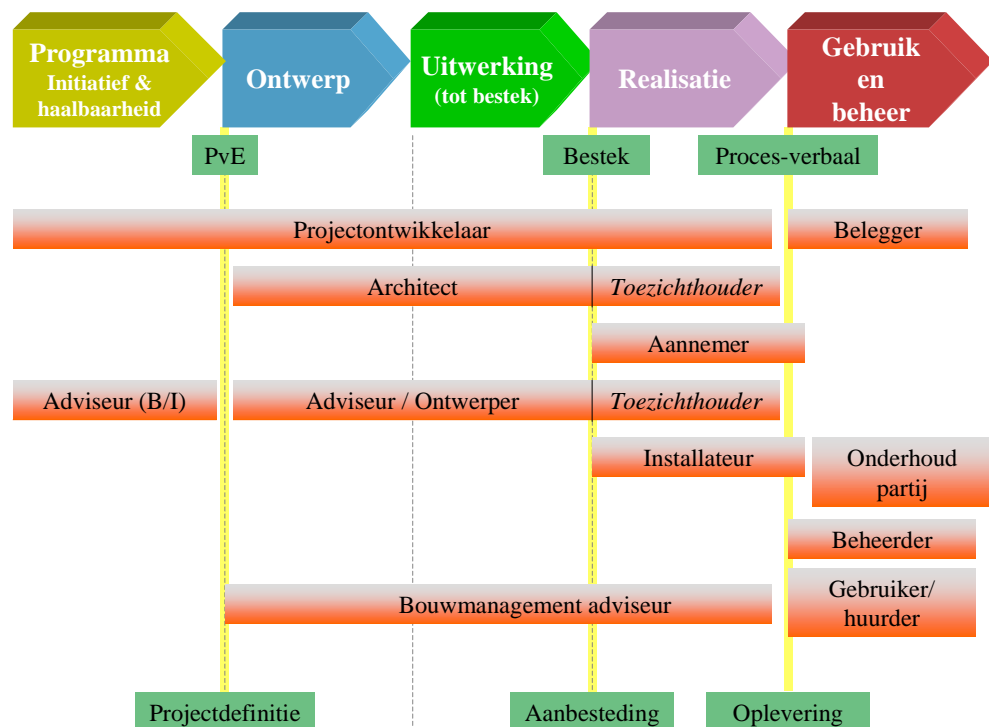 Programma
Initiatief &
haalbaarheid
Ontwerp
Uitwerking
(tot bestek)
Realisatie
Gebruik
en
beheer
PvE
Bestek
Proces-verbaal
Projectontwikkelaar
Belegger
Architect
Toezichthouder
Aannemer
Adviseur (B/I)
Adviseur / Ontwerper
Toezichthouder
Installateur
Onderhoud
partij
Beheerder
Bouwmanagement adviseur
Gebruiker/
huurder
Projectdefinitie
Aanbesteding
Oplevering